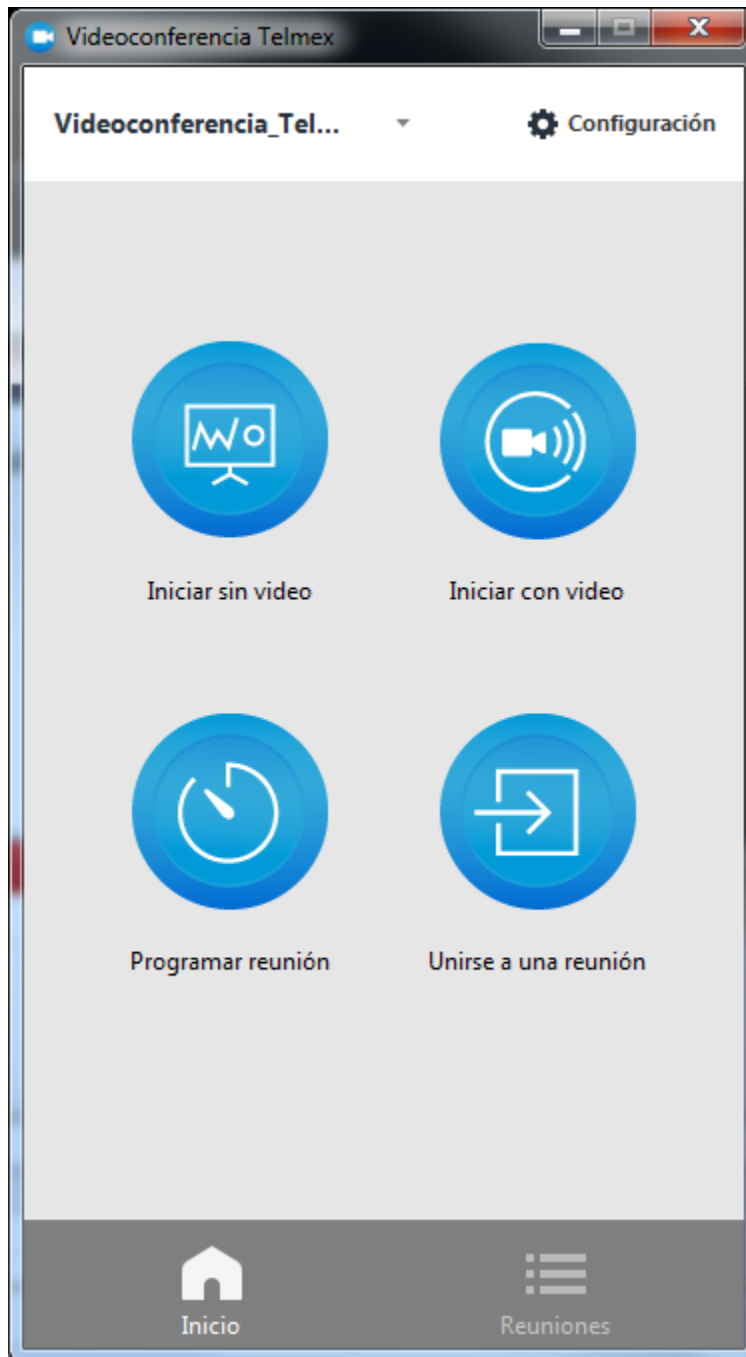 Videoconferencia Telmex
Videoconferencia_Tel... Configuración
Iniciar sin video Iniciar con video
Programar reunión Unirse a una reunión
Inicio Reuniones